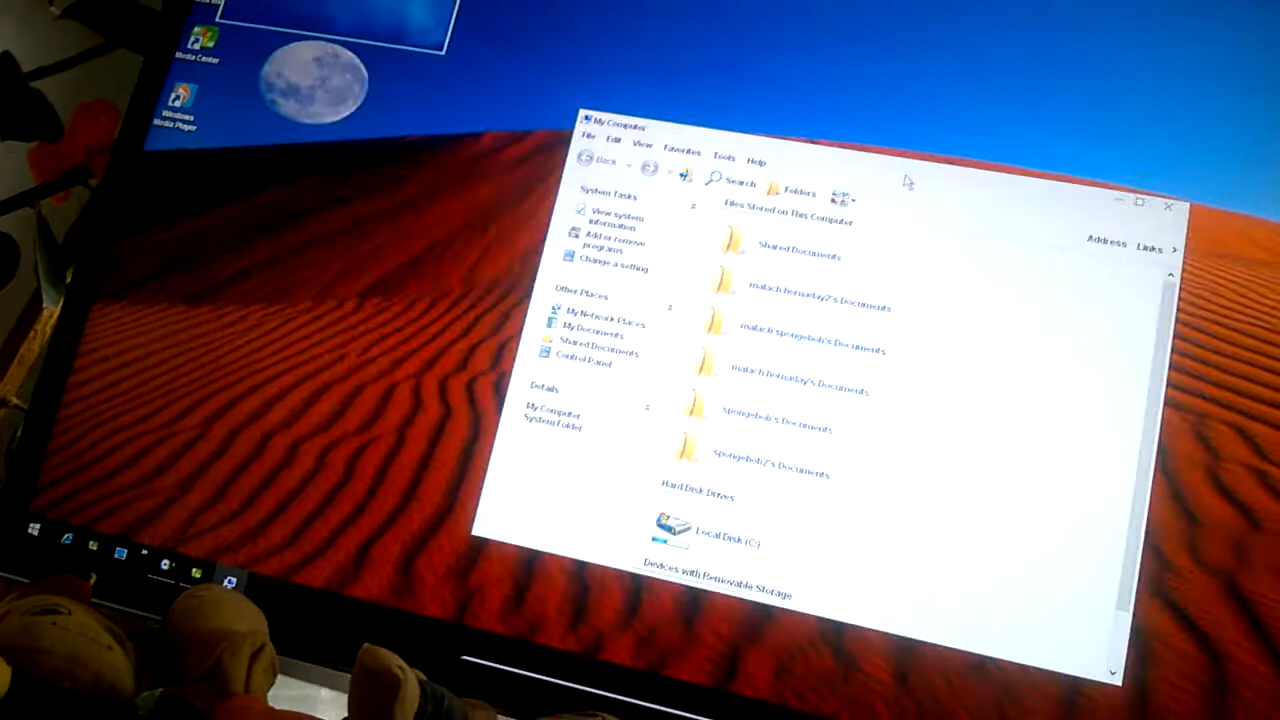 Media Center
Windows
Media Player
My Computer
File Edit View Favorites Tools Help
Back Search Folders
Address Links
System Tasks
View system
information
Add or remove
programs
Change a setting
Other Places
My Network Places
My Documents
Shared Documents
Control Panel
Details
My Computer
System Folder
Files Stored on This Computer
Shared Documents
malach hornaday2's Documents
malach spongebob's Documents
malach hornaday's Documents
spongebob's Documents
spongebob2's Documents
Hard Disk Drives
Local Disk (C:)
Devices with Removable Storage